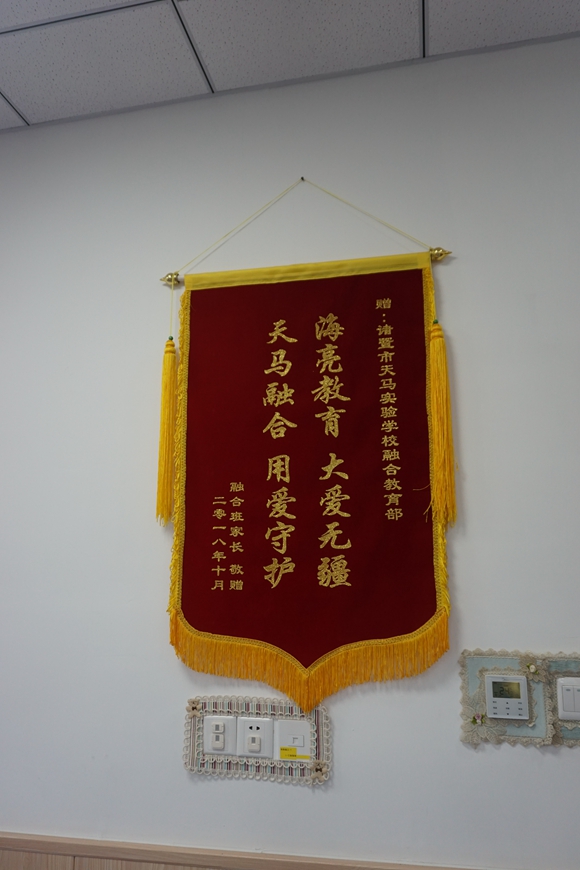 赠：诸暨市天马实验学校融合教育部
海亮教育 大爱无疆
天马融合 用爱守护
融合班家长 敬赠
二零一八年十月